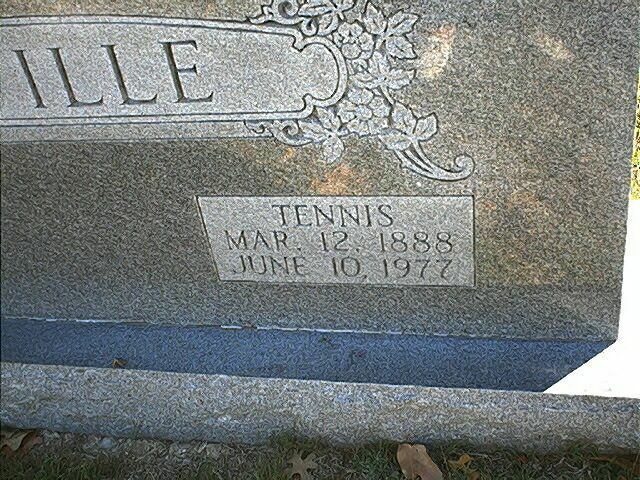 ILLE
TENNIS
MAR. 12, 1888
JUNE 10, 1977